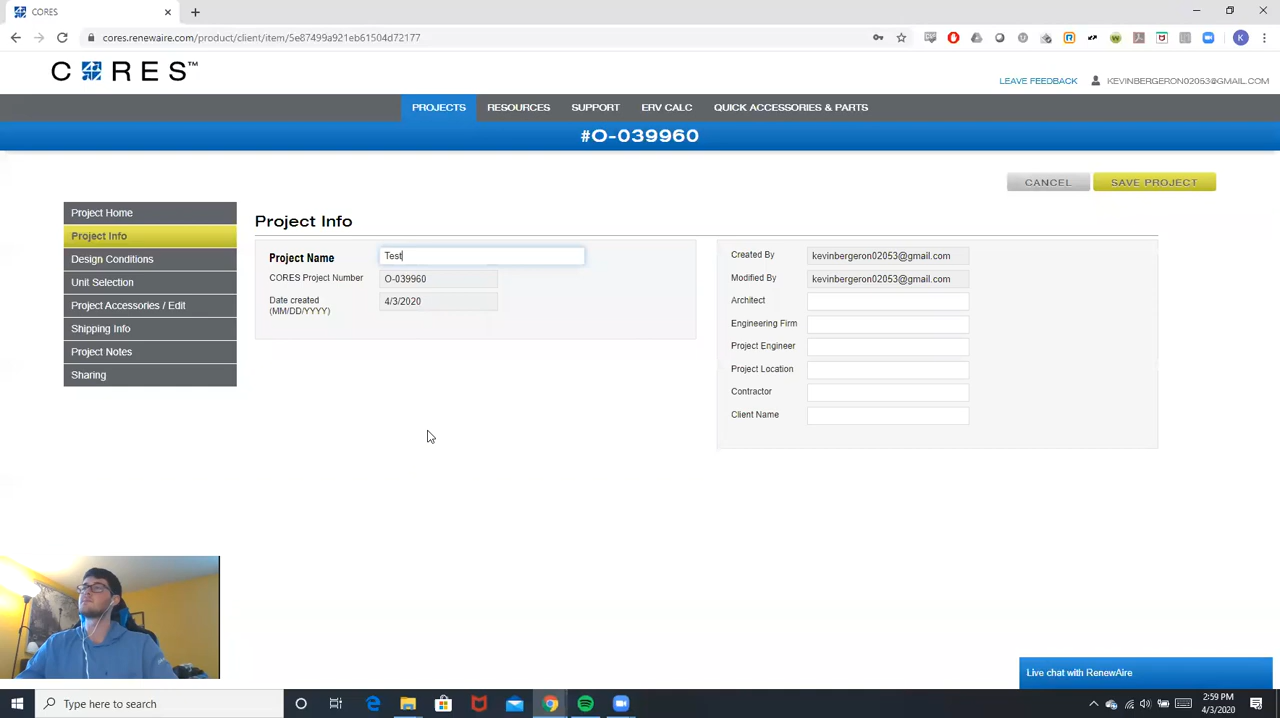 CORES
cores.renewaire.com/product/client/item/5e87499a921eb61504d72177
CORES™
LEAVE FEEDBACK
KEVINBERGERON02053@GMAIL.COM
PROJECTS
RESOURCES
SUPPORT
ERV CALC
QUICK ACCESSORIES & PARTS
#O-039960
CANCEL
SAVE PROJECT
Project Home
Project Info
Design Conditions
Unit Selection
Project Accessories / Edit
Shipping Info
Project Notes
Sharing
Project Info
Project Name
Test
CORES Project Number
O-039960
Date created
(MM/DD/YYYY)
4/3/2020
Created By
kevinbergeron02053@gmail.com
Modified By
kevinbergeron02053@gmail.com
Architect
Engineering Firm
Project Engineer
Project Location
Contractor
Client Name
Live chat with RenewAire
Type here to search
2:59 PM
4/3/2020